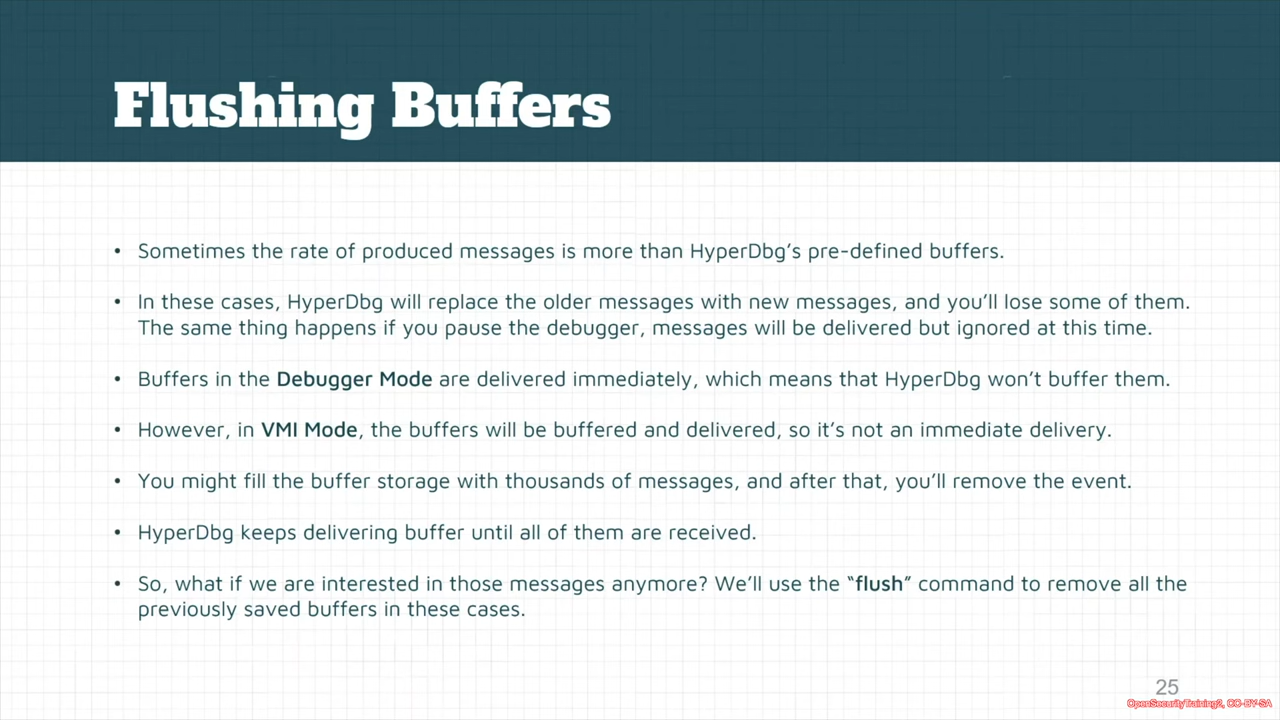 Flushing Buffers
• Sometimes the rate of produced messages is more than HyperDbg’s pre-defined buffers.
• In these cases, HyperDbg will replace the older messages with new messages, and you’ll lose some of them.
The same thing happens if you pause the debugger, messages will be delivered but ignored at this time.
• Buffers in the Debugger Mode are delivered immediately, which means that HyperDbg won’t buffer them.
• However, in VMI Mode, the buffers will be buffered and delivered, so it’s not an immediate delivery.
• You might fill the buffer storage with thousands of messages, and after that, you’ll remove the event.
• HyperDbg keeps delivering buffer until all of them are received.
• So, what if we are interested in those messages anymore? We’ll use the “flush” command to remove all the
previously saved buffers in these cases.
25
OpenSecurityTraining2, CC-BY-SA